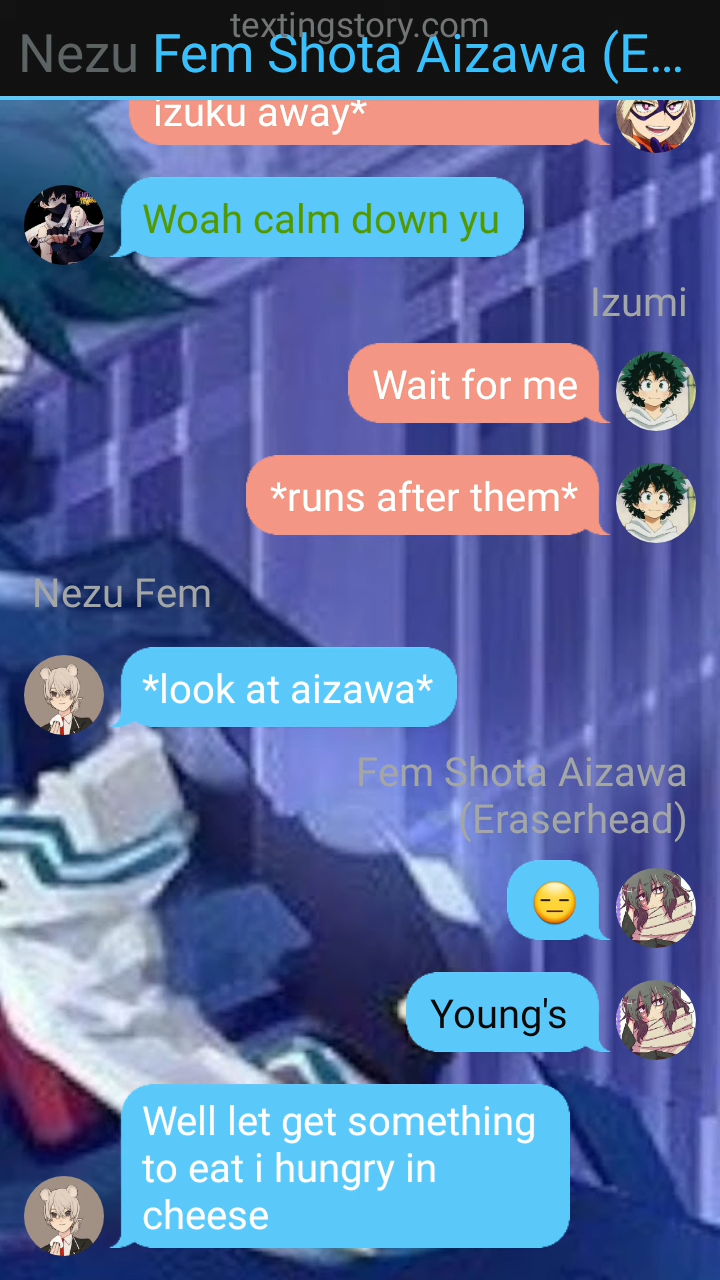 textingstory.com
Nezu Fem Shota Aizawa (E...
izuku away*
Woah calm down yu
Izumi
Wait for me
*runs after them*
Nezu Fem
*look at aizawa*
Fem Shota Aizawa
(Eraserhead)
😑
Young's
Well let get something
to eat i hungry in
cheese